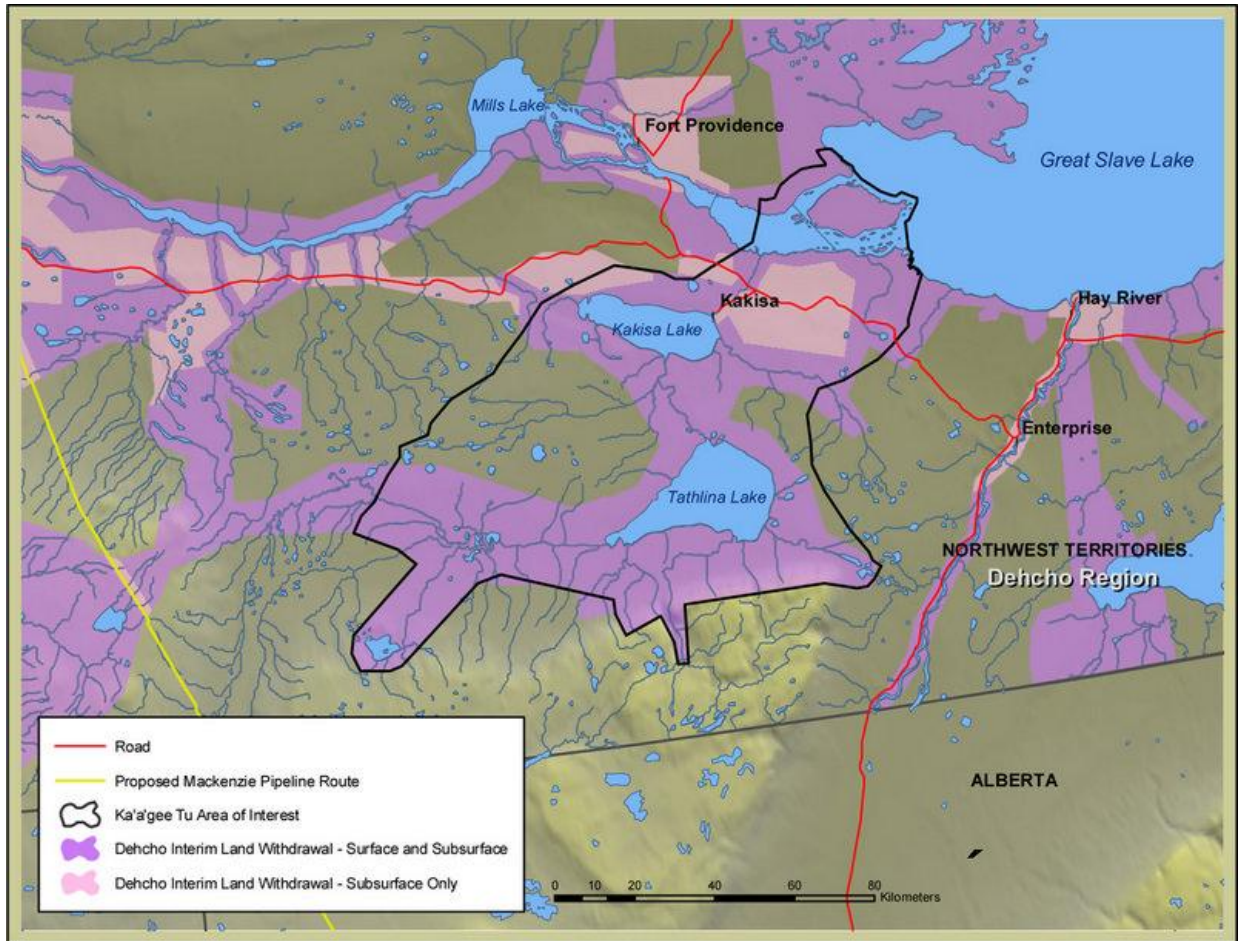 Mills Lake
Fort Providence
Great Slave Lake
Kakisa
Hay River
Kakisa Lake
Enterprise
Tathlina Lake
NORTHWEST TERRITORIES
Dehcho Region
ALBERTA
Road
Proposed Mackenzie Pipeline Route
Ka'a'gee Tu Area of Interest
Dehcho Interim Land Withdrawal - Surface and Subsurface
Dehcho Interim Land Withdrawal - Subsurface Only
0 10 20 40 60 80
Kilometers